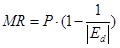 MR = P · (1 − 1/|E_d|)